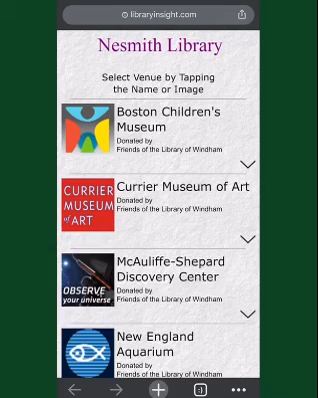 libraryinsight.com
Nesmith Library
Select Venue by Tapping
the Name or Image
Boston Children's
Museum
Donated by
Friends of the Library of Windham
CURRIER
MUSEUM
of ART
Currier Museum of Art
Donated by
Friends of the Library of Windham
OBSERVE
your universe
McAuliffe-Shepard
Discovery Center
Donated by
Friends of the Library of Windham
New England
Aquarium
Donated by
Friends of the Library of Windham